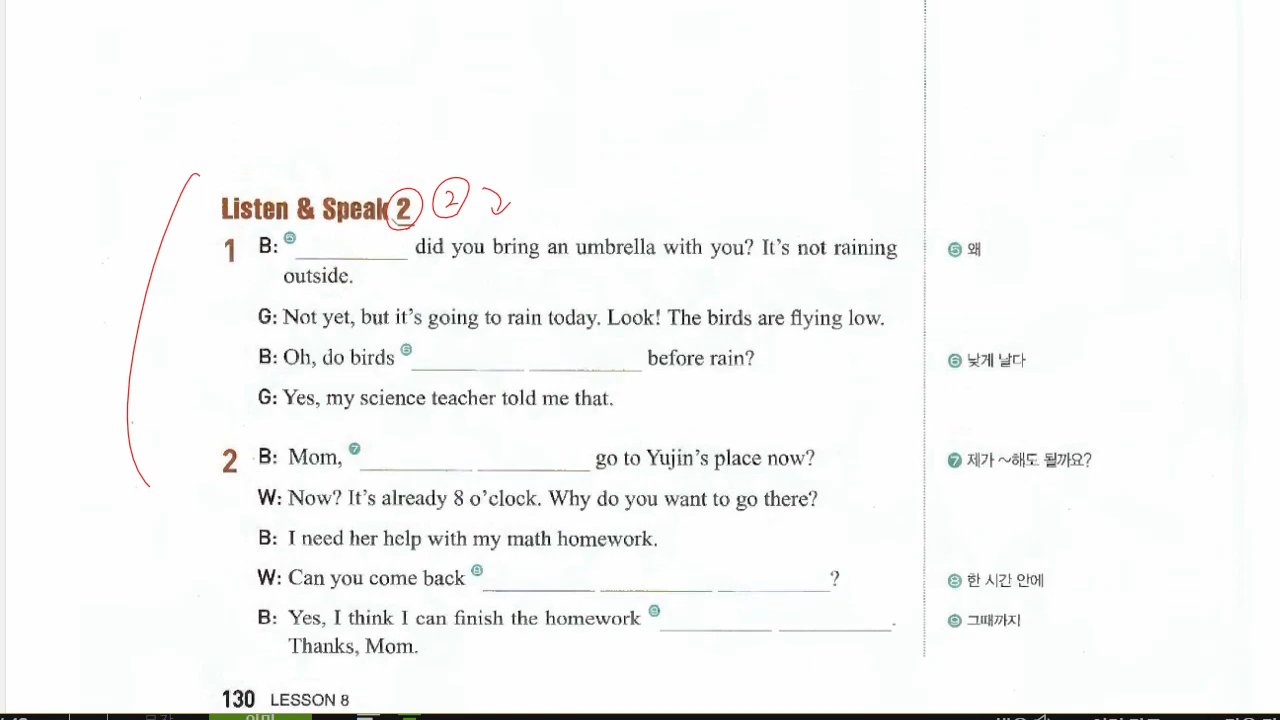 Listen & Speak 2 2
1 B: ⑤ ________ did you bring an umbrella with you? It's not raining ⑤ 왜
outside.
G: Not yet, but it's going to rain today. Look! The birds are flying low.
B: Oh, do birds ⑥ ________ ________ before rain? ⑥ 낮게 날다
G: Yes, my science teacher told me that.
2 B: Mom, ⑦ ________ ________ go to Yujin's place now? ⑦ 제가 ~해도 될까요?
W: Now? It's already 8 o'clock. Why do you want to go there?
B: I need her help with my math homework.
W: Can you come back ⑧ ________ ________ ________? ⑧ 한 시간 안에
B: Yes, I think I can finish the homework ⑨ ________ ________. ⑨ 그때까지
Thanks, Mom.
130 LESSON 8